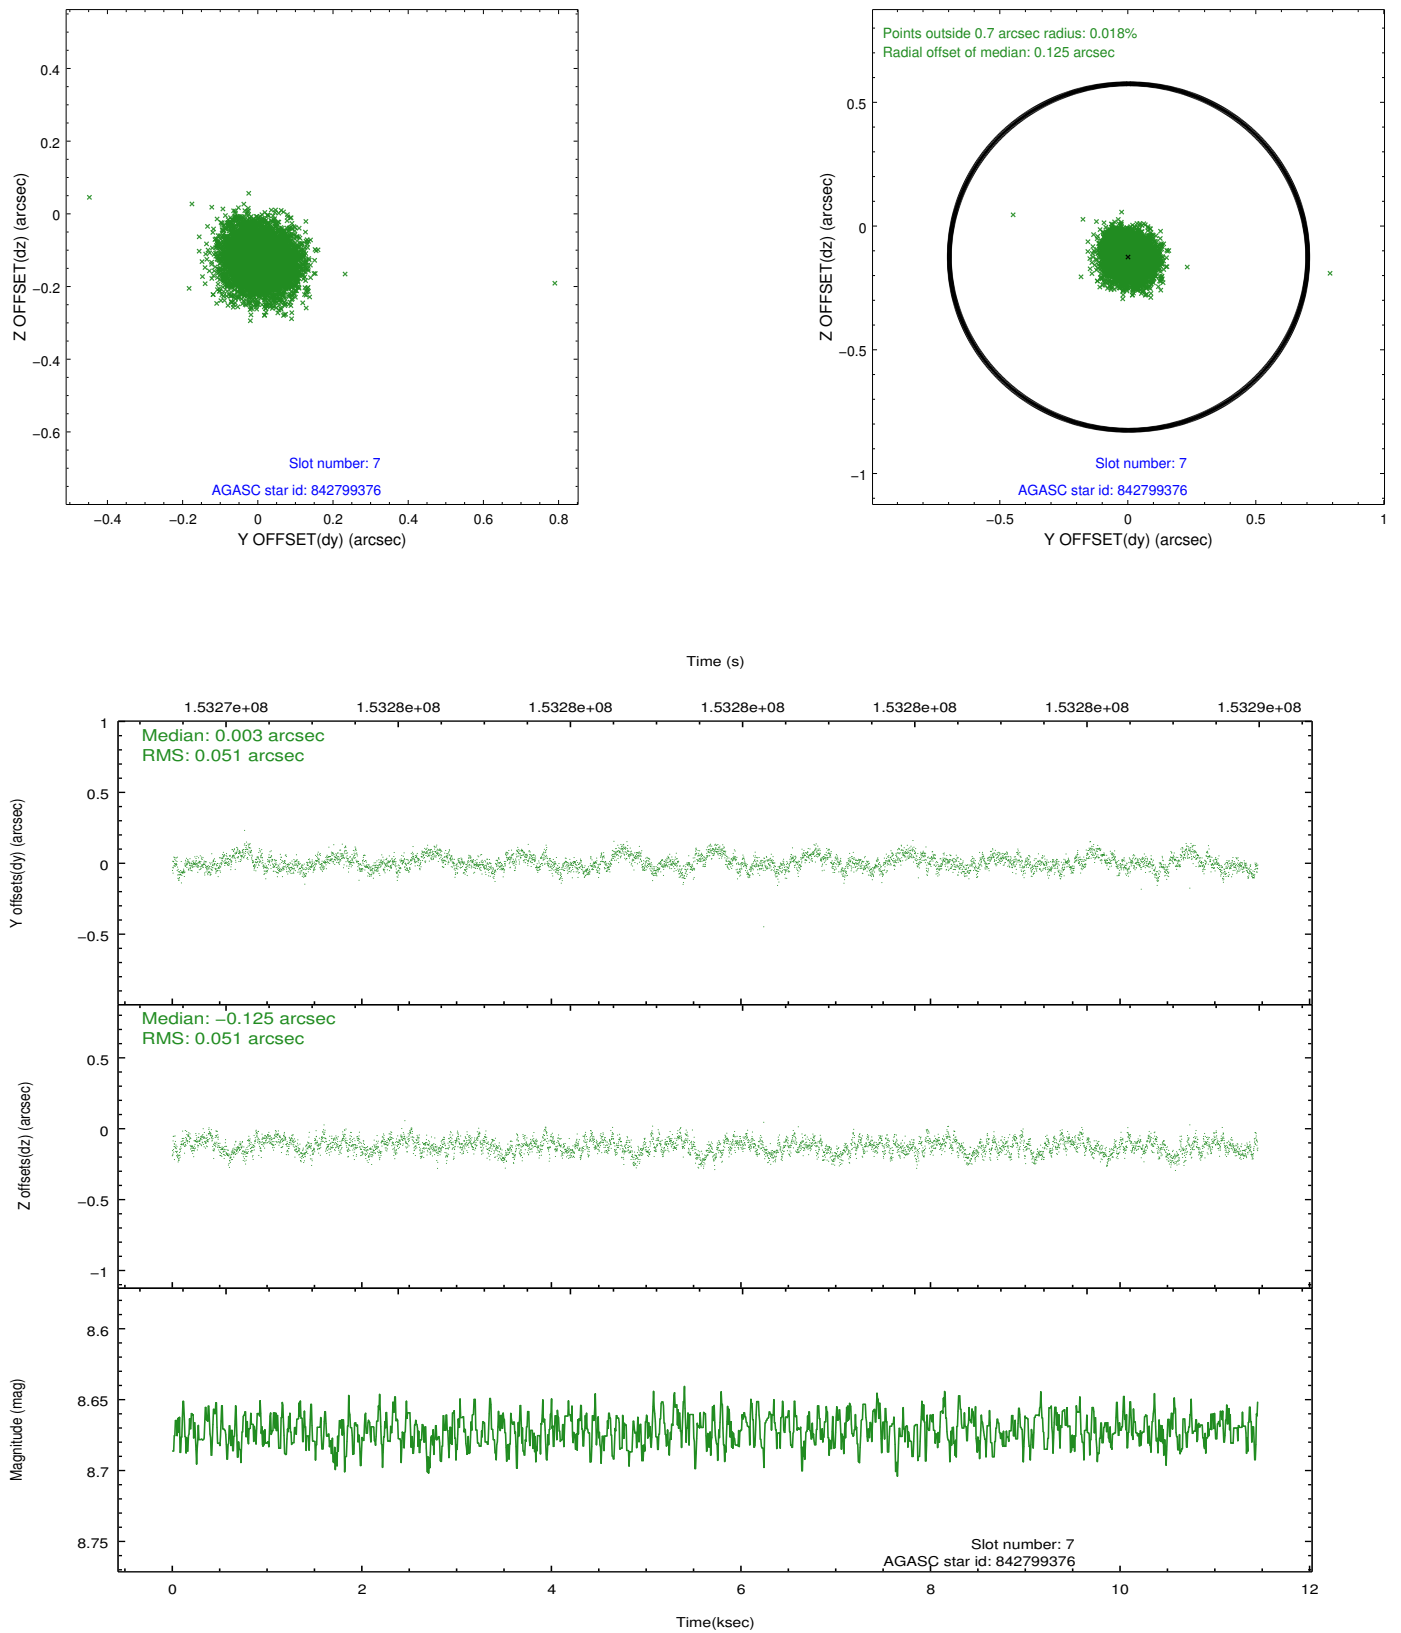 0.4
0.2
0
−0.2
−0.4
−0.6
Z OFFSET(dz) (arcsec)
Slot number: 7
AGASC star id: 842799376
−0.4 −0.2 0 0.2 0.4 0.6 0.8
Y OFFSET(dy) (arcsec)
Points outside 0.7 arcsec radius: 0.018%
Radial offset of median: 0.125 arcsec
0.5
0
−0.5
−1
Z OFFSET(dz) (arcsec)
Slot number: 7
AGASC star id: 842799376
−0.5 0 0.5 1
Y OFFSET(dy) (arcsec)
Time (s)
1.5327e+08 1.5328e+08 1.5328e+08 1.5328e+08 1.5328e+08 1.5328e+08 1.5329e+08
Median: 0.003 arcsec
RMS: 0.051 arcsec
1
0.5
0
−0.5
Y offsets(dy) (arcsec)
Median: −0.125 arcsec
RMS: 0.051 arcsec
0.5
0
−0.5
−1
Z offsets(dz) (arcsec)
8.6
8.65
8.7
8.75
Magnitude (mag)
Slot number: 7
AGASC star id: 842799376
0 2 4 6 8 10 12
Time(ksec)